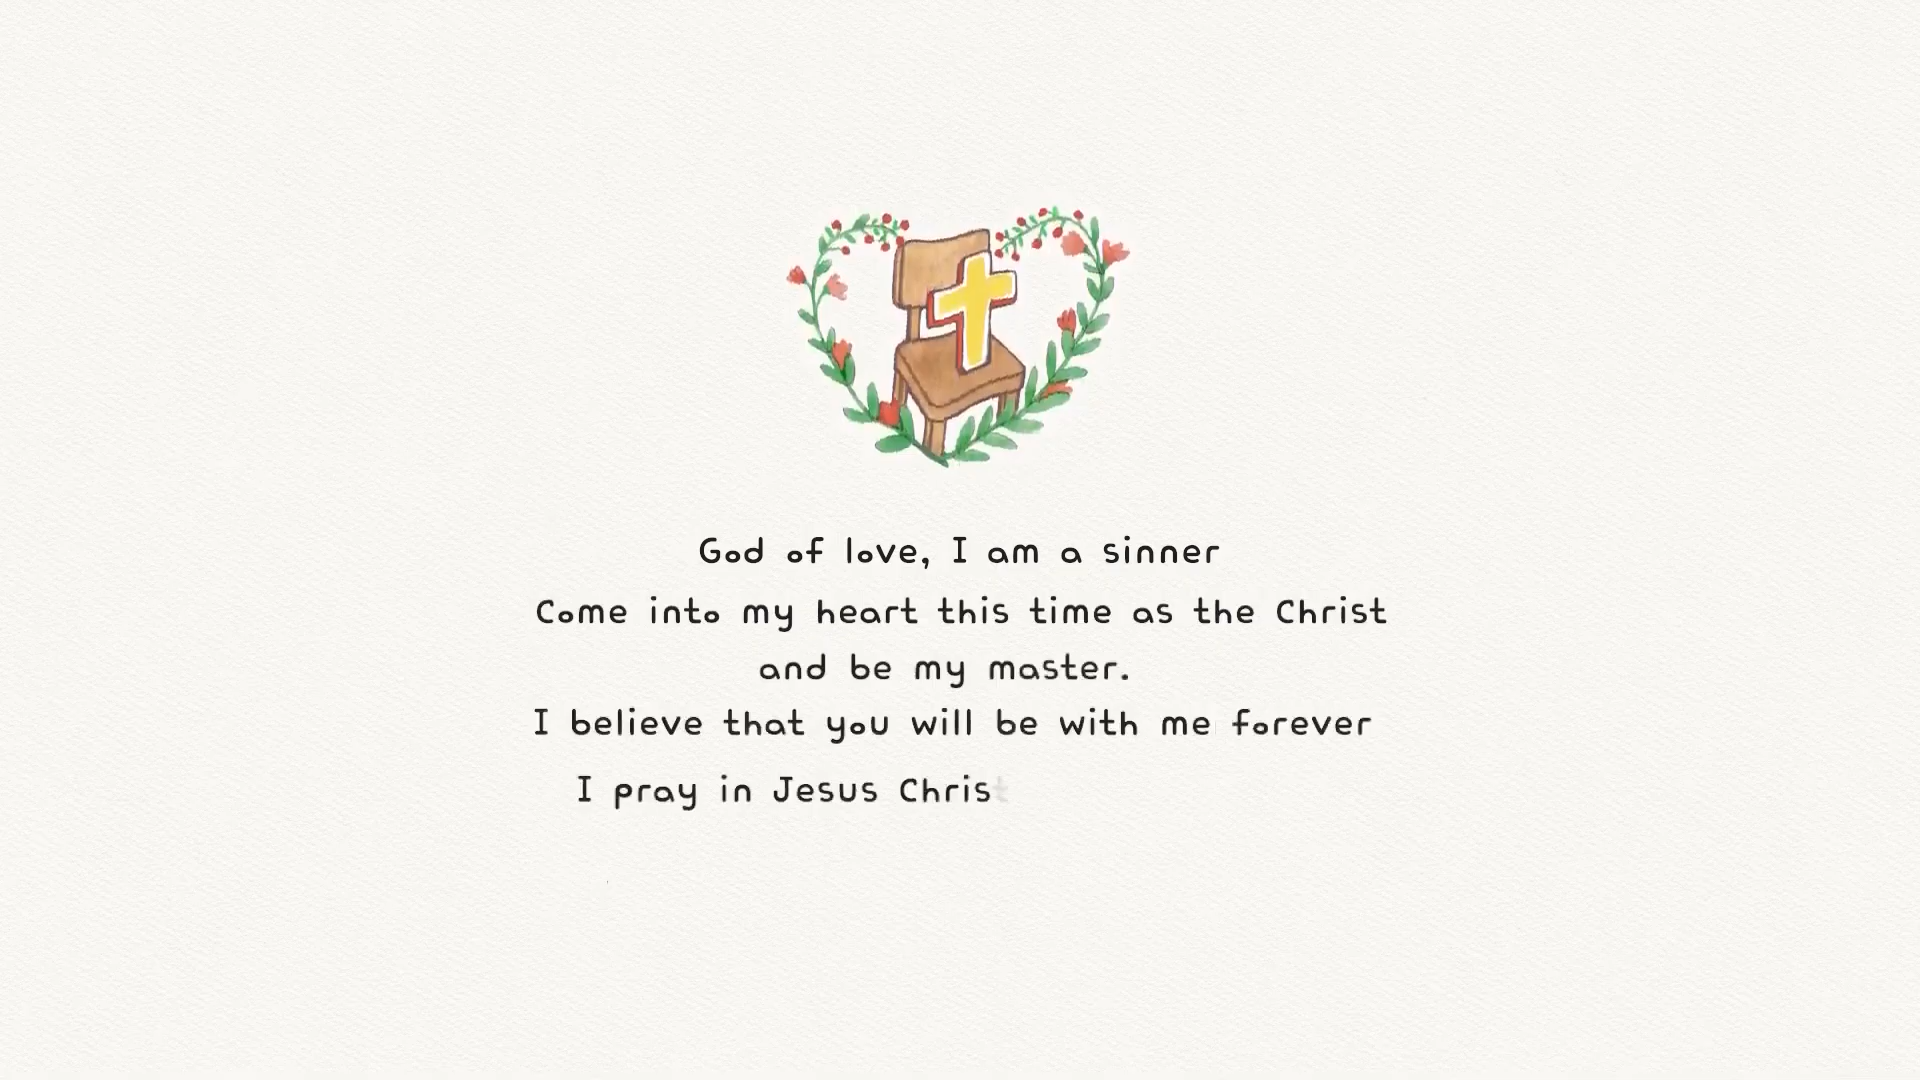 God of love, I am a sinner
Come into my heart this time as the Christ
and be my master.
I believe that you will be with me forever
I pray in Jesus Christ